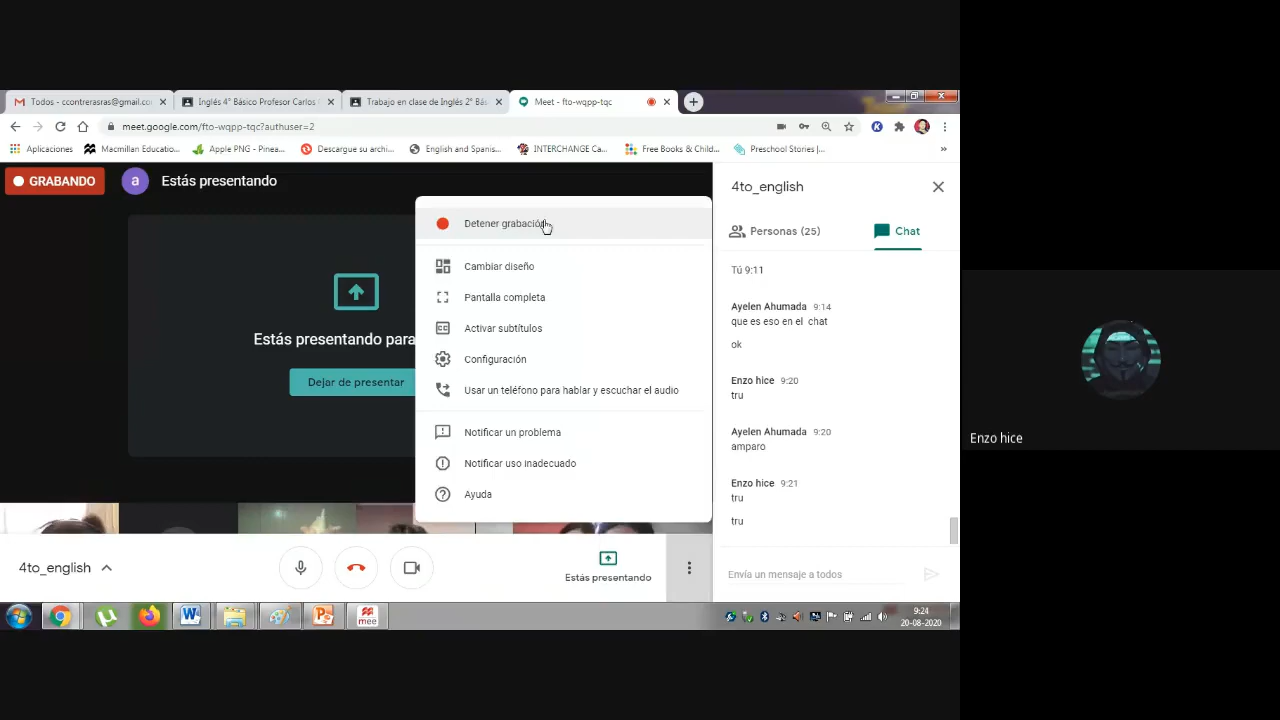 Todos - ccontrerasras@gmail.co
Inglés 4° Básico Profesor Carlos
Trabajo en clase de Inglés 2° Bás
Meet - fto-wqpp-tqc
meet.google.com/fto-wqpp-tqc?authuser=2
Aplicaciones
Macmillan Educatio...
Apple PNG - Pinea...
Descargue su archi...
English and Spanis...
INTERCHANGE Ca...
Free Books & Child...
Preschool Stories |...
GRABANDO
a
Estás presentando
Estás presentando para
Dejar de presentar
Detener grabación
Cambiar diseño
Pantalla completa
Activar subtítulos
Configuración
Usar un teléfono para hablar y escuchar el audio
Notificar un problema
Notificar uso inadecuado
Ayuda
4to_english
Personas (25)
Chat
Tú 9:11
Ayelen Ahumada 9:14
que es eso en el chat
ok
Enzo hice 9:20
tru
Ayelen Ahumada 9:20
amparo
Enzo hice 9:21
tru
tru
Envía un mensaje a todos
4to_english
Estás presentando
mee
9:24
20-08-2020
Enzo hice